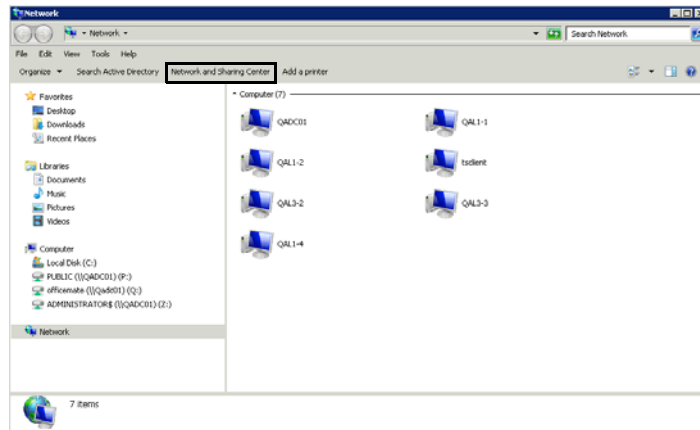 Network
Network
Search Network
File Edit View Tools Help
Organize Search Active Directory Network and Sharing Center Add a printer
Favorites
Desktop
Downloads
Recent Places
Libraries
Documents
Music
Pictures
Videos
Computer
Local Disk (C:)
PUBLIC (\\QADC01) (P:)
officemate (\\Qadc01) (Q:)
ADMINISTRATOR$ (\\QADC01) (Z:)
Network
Computer (7)
QADC01 QAL1-1
QAL1-2 tsclient
QAL3-2 QAL3-3
QAL1-4
7 items